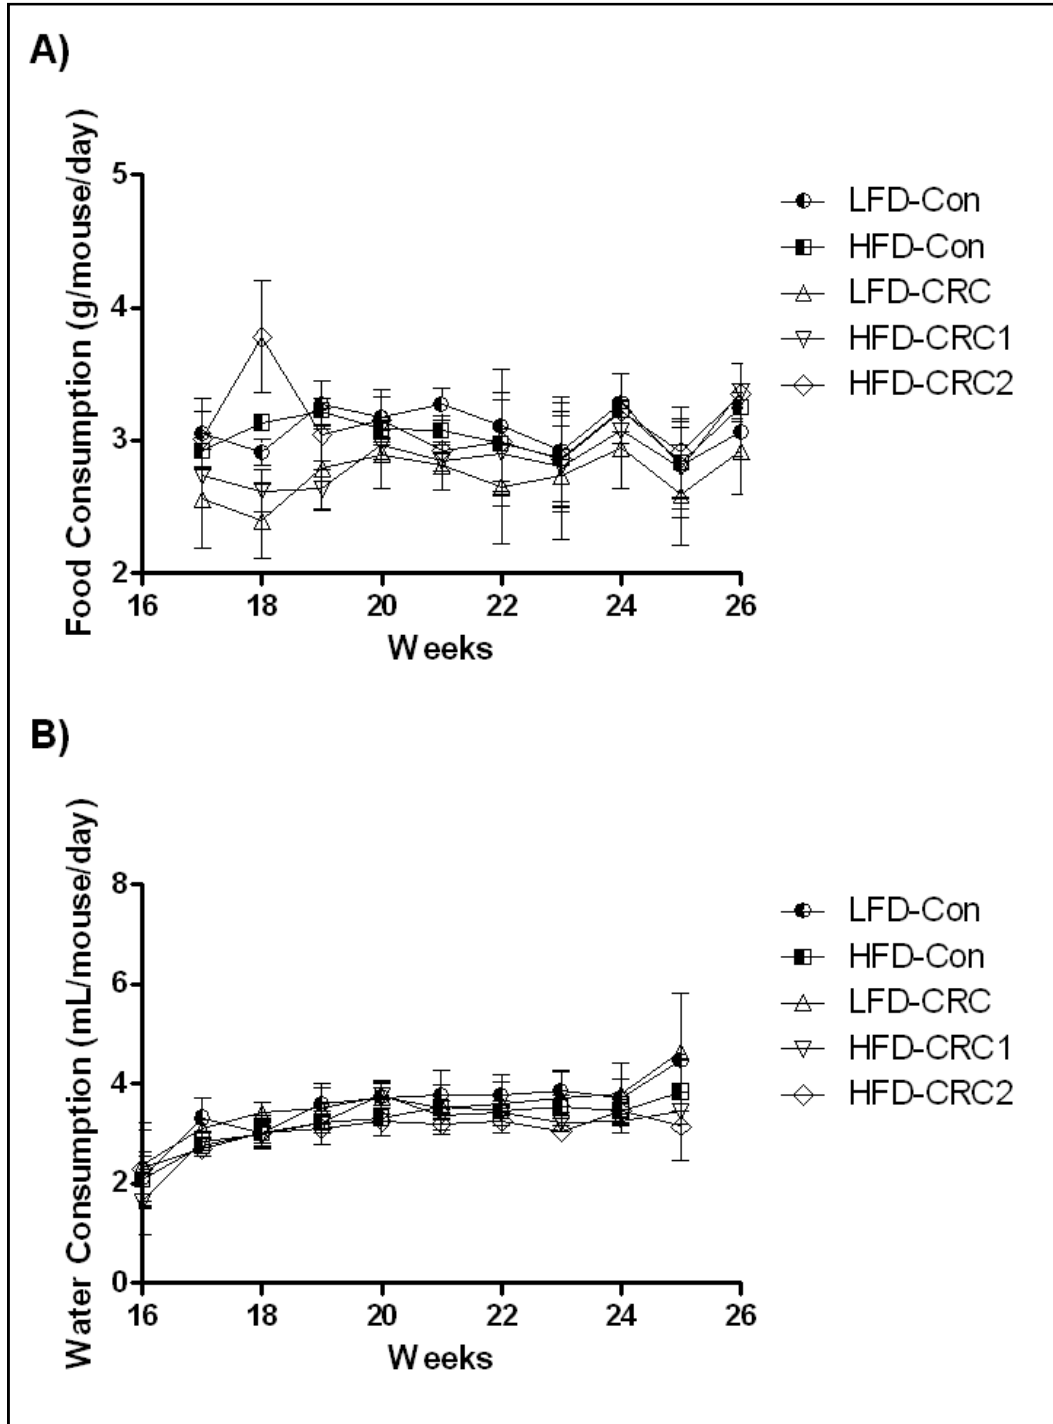 A)
Food Consumption (g/mouse/day)
5
4
3
2
16 18 20 22 24 26
Weeks
LFD-Con
HFD-Con
LFD-CRC
HFD-CRC1
HFD-CRC2
B)
Water Consumption (mL/mouse/day)
8
6
4
2
0
16 18 20 22 24 26
Weeks
LFD-Con
HFD-Con
LFD-CRC
HFD-CRC1
HFD-CRC2